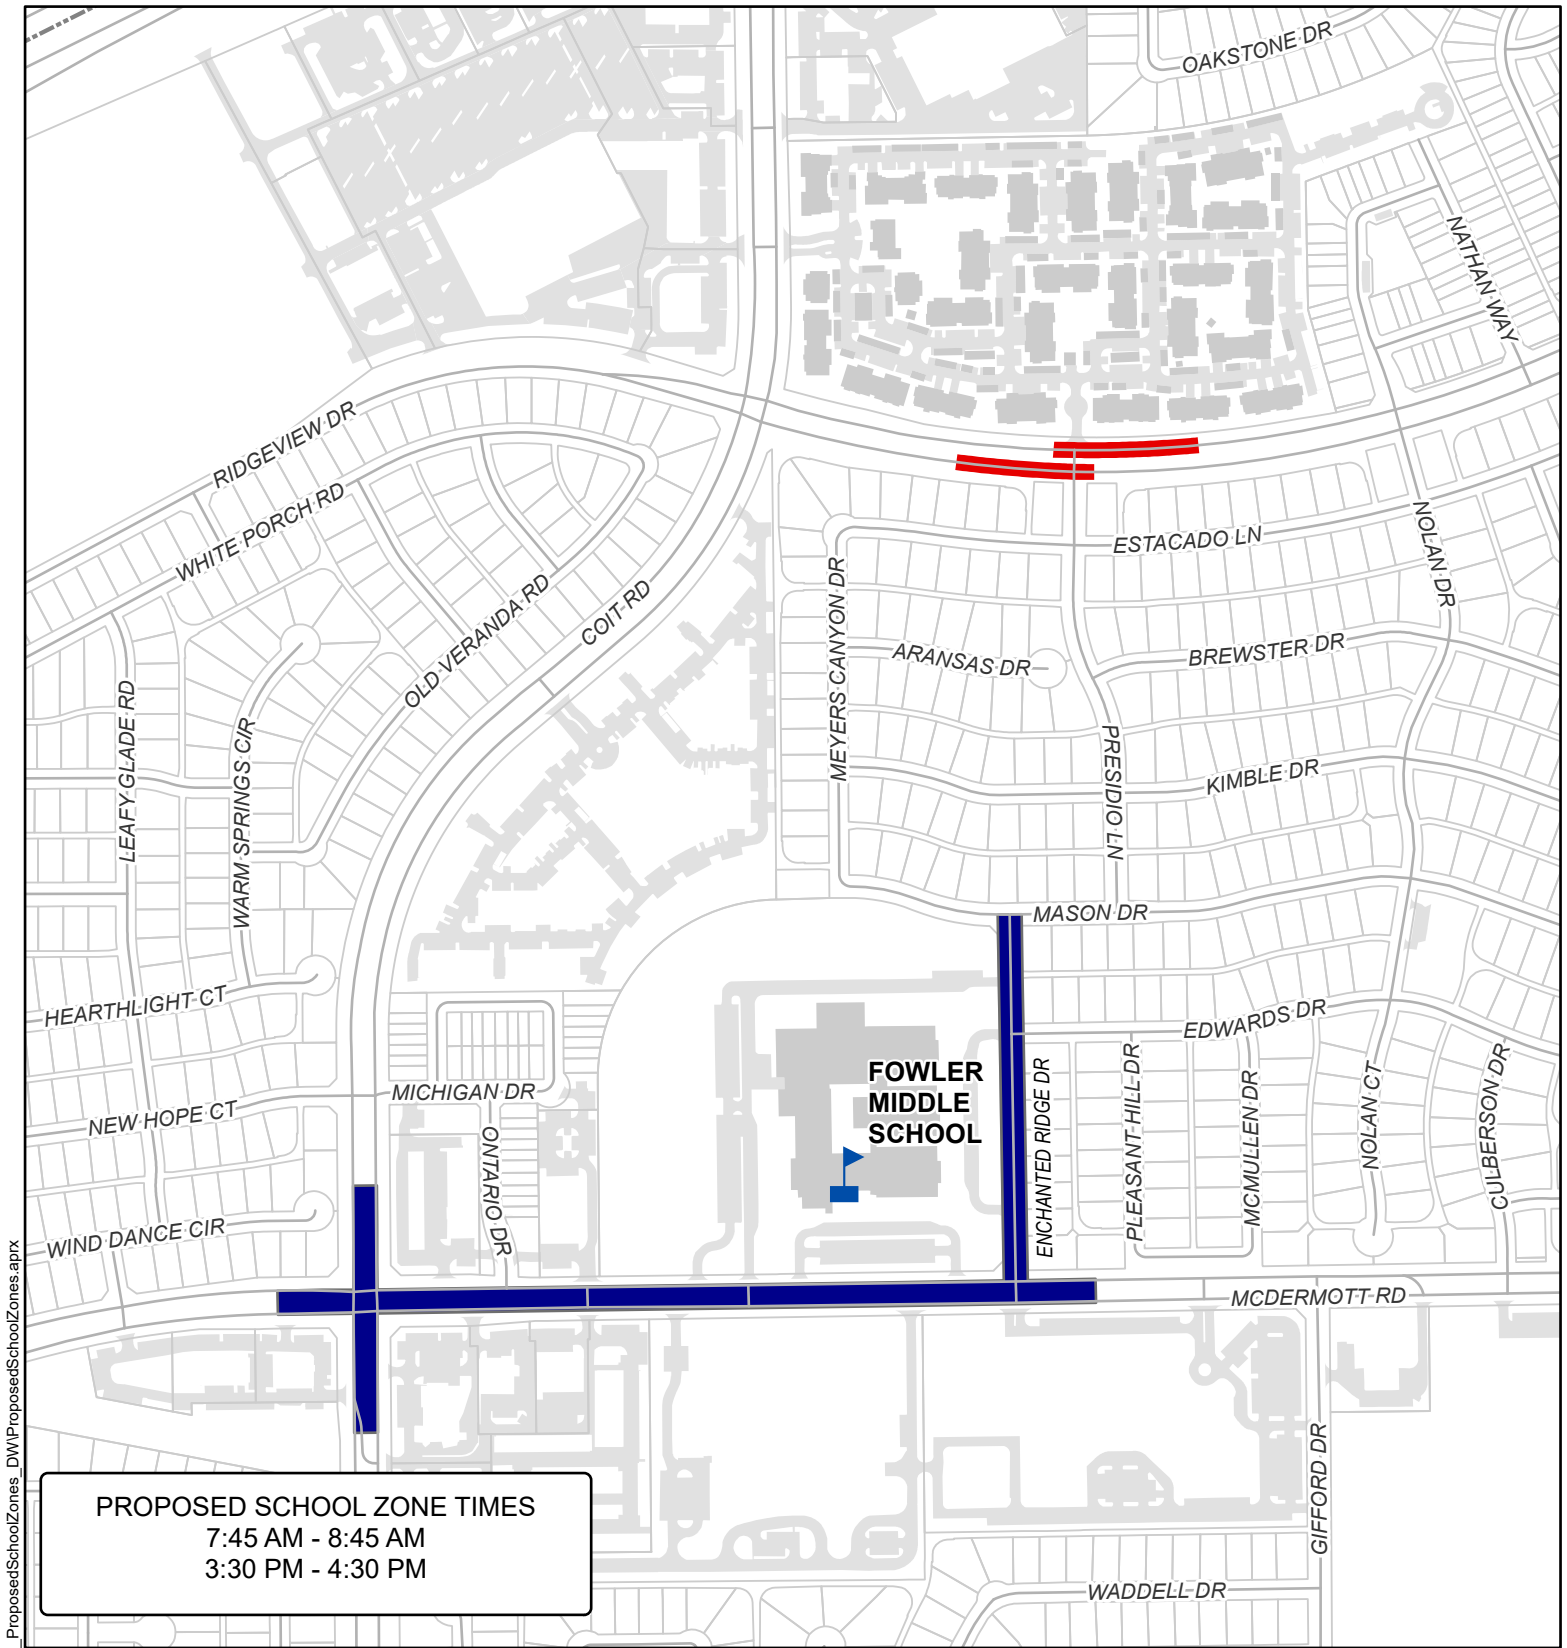 OAKSTONE DR
NATHAN WAY
RIDGEVIEW DR
WHITE PORCH RD
OLD VERANDA RD
COIT RD
ESTACADO LN
NOLAN DR
MEYERS CANYON DR
ARANSAS DR
BREWSTER DR
LEAFY GLADE RD
WARM SPRINGS CIR
PRESIDIO LN
KIMBLE DR
MASON DR
HEARTHLIGHT CT
EDWARDS DR
FOWLER
MIDDLE
SCHOOL
MICHIGAN DR
NEW HOPE CT
ONTARIO DR
ENCHANTED RIDGE DR
PLEASANT HILL DR
MCMULLEN DR
NOLAN CT
CULBERSON DR
WIND DANCE CIR
MCDERMOTT RD
GIFFORD DR
WADDELL DR
PROPOSED SCHOOL ZONE TIMES
7:45 AM - 8:45 AM
3:30 PM - 4:30 PM
_ProposedSchoolZones_DW\ProposedSchoolZones.aprx